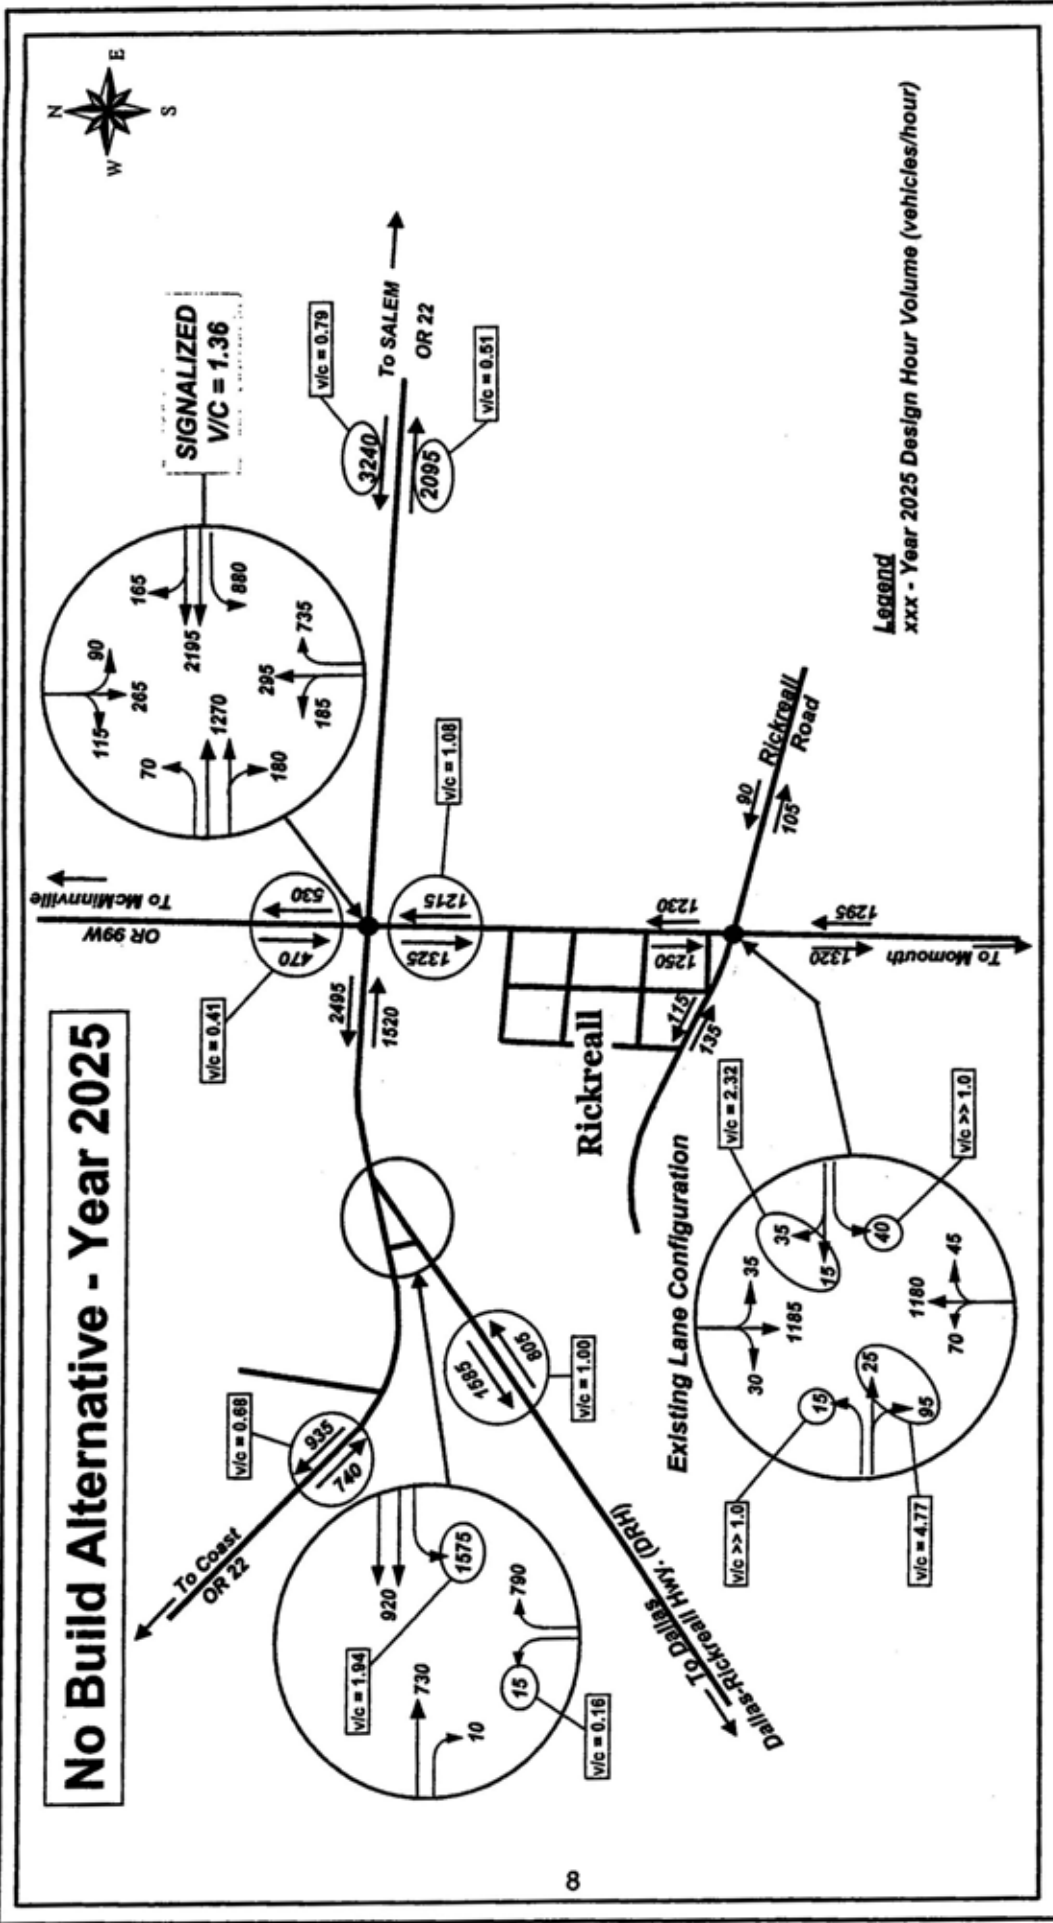 No Build Alternative - Year 2025
N
E
S
W
SIGNALIZED
V/C = 1.36
115
90
265
165
2195
880
70
1270
180
295
735
185
OR 99W
To McMinnville
470
530
v/c = 0.41
2495
1520
1325
1215
v/c = 1.08
3240
v/c = 0.79
2095
v/c = 0.51
To SALEM
OR 22
To Coast
OR 22
935
740
v/c = 0.68
1585
805
v/c = 1.00
920
1575
v/c = 1.94
730
10
15
790
v/c = 0.16
To Dallas
Dallas-Rickreall Hwy. (DRH)
Rickreall
1250
1230
115
135
90
105
Rickreall
Road
1320
1295
To Momouth
Existing Lane Configuration
30
35
1185
35
15
v/c = 2.32
40
v/c >> 1.0
15
v/c >> 1.0
25
95
v/c = 4.77
1180
45
70
Legend
xxx - Year 2025 Design Hour Volume (vehicles/hour)
8